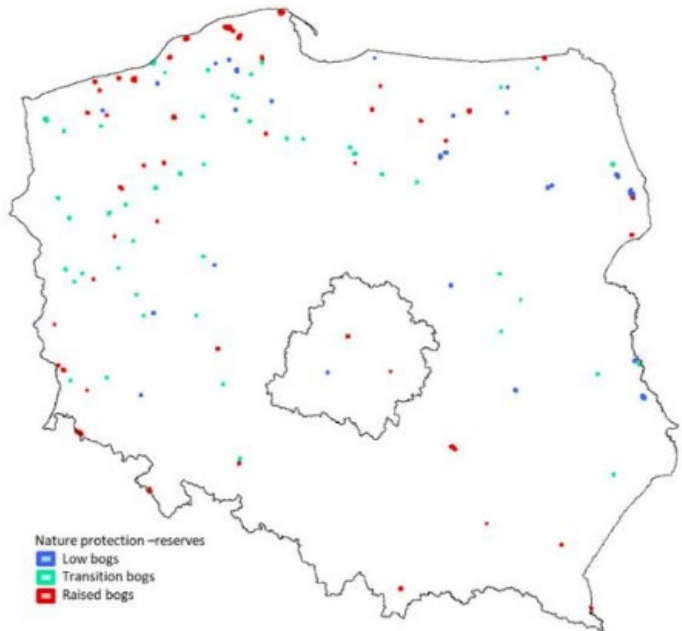 Nature protection –reserves
Low bogs
Transition bogs
Raised bogs